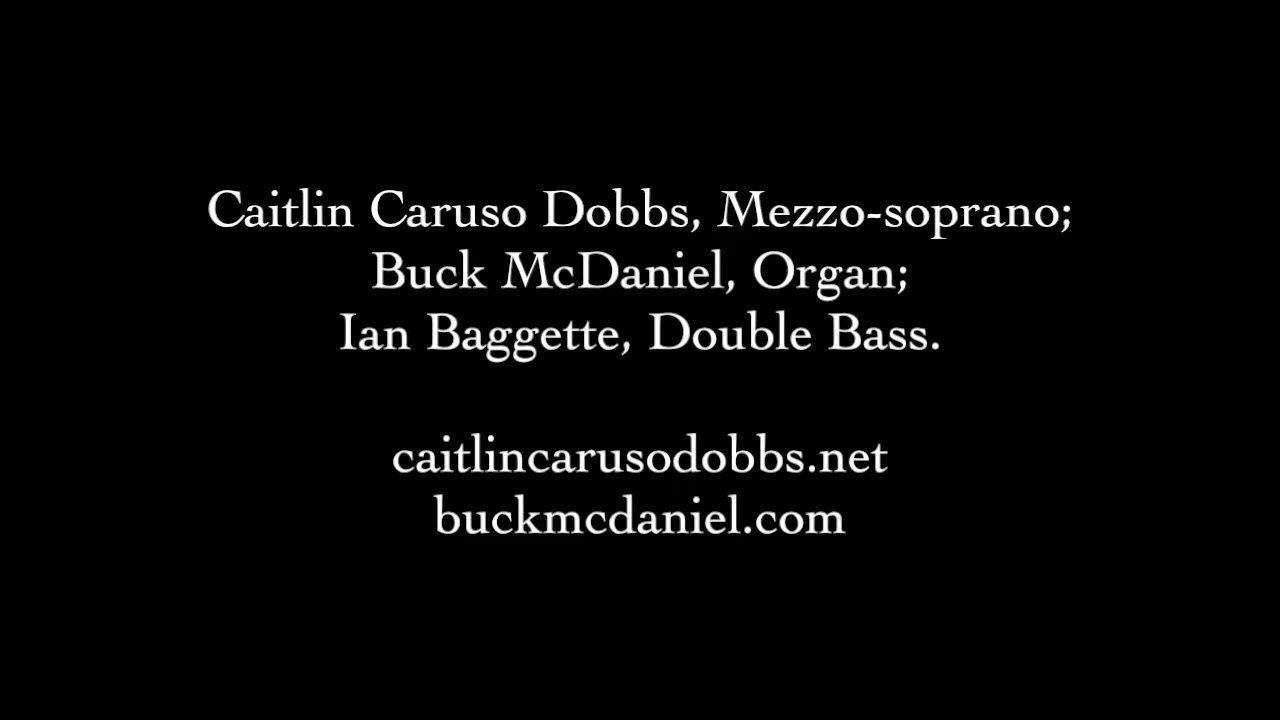 Caitlin Caruso Dobbs, Mezzo-soprano;
Buck McDaniel, Organ;
Ian Baggette, Double Bass.
caitlincarusodobbs.net
buckmcdaniel.com